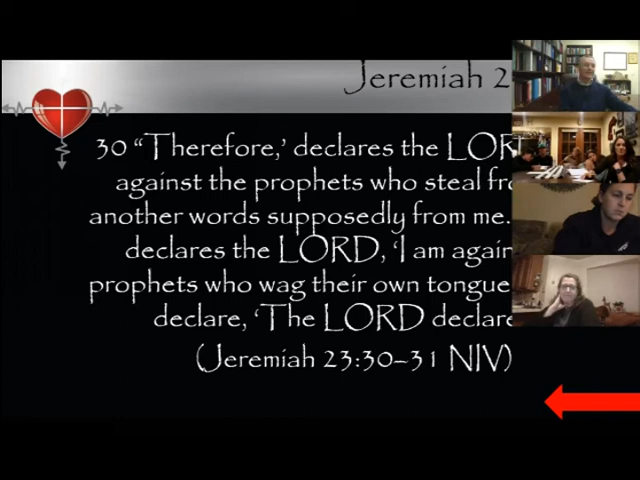 Jeremiah 2
30 “Therefore,’ declares the LOR
against the prophets who steal fro
another words supposedly from me.
declares the LORD, ‘I am again
prophets who wag their own tongue
declare, ‘The LORD declare
(Jeremiah 23:30–31 NIV)